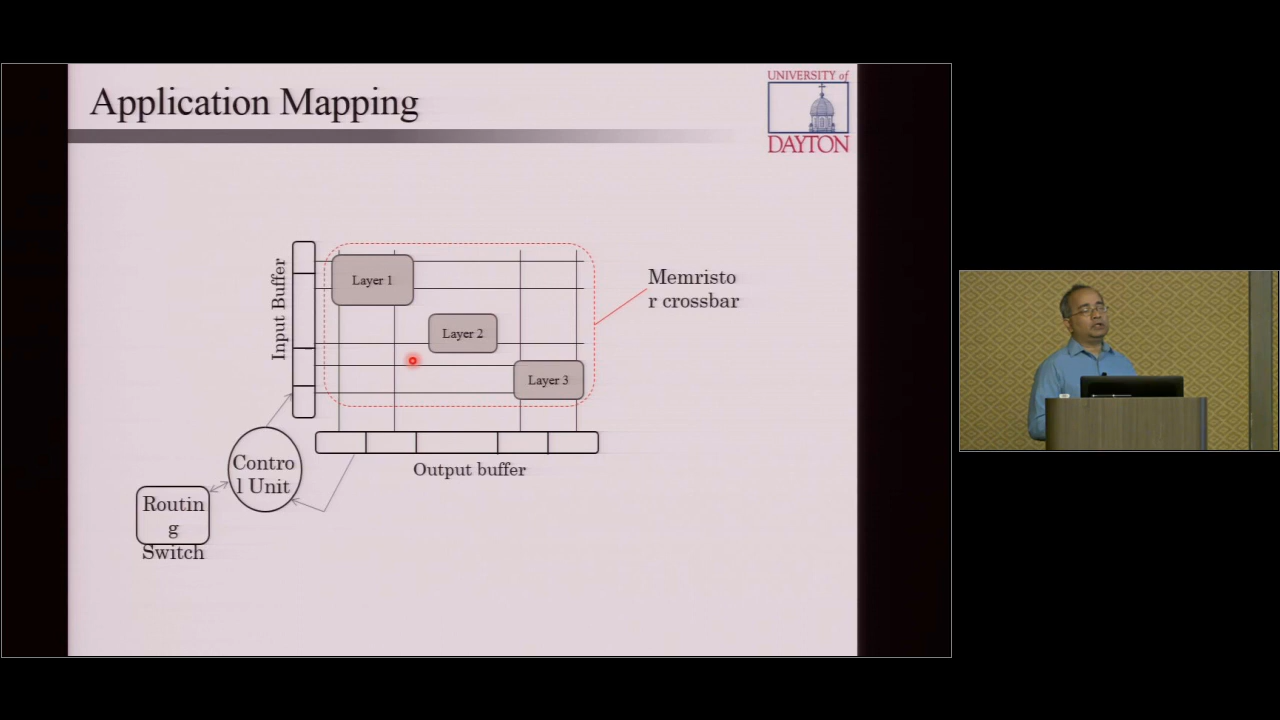 Application Mapping
UNIVERSITY of
DAYTON
Input Buffer
Layer 1
Layer 2
Layer 3
Memristo
r crossbar
Output buffer
Contro
l Unit
Routin
g
Switch